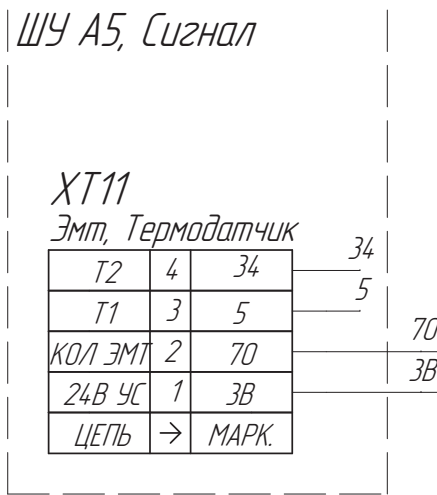 ШУ А5, Сигнал
XT11
Эмт, Термодатчик
Т2 4 34 34
Т1 3 5 5
КОЛ ЭМТ 2 70 70
24В УС 1 3В 3В
ЦЕПЬ → МАРК.